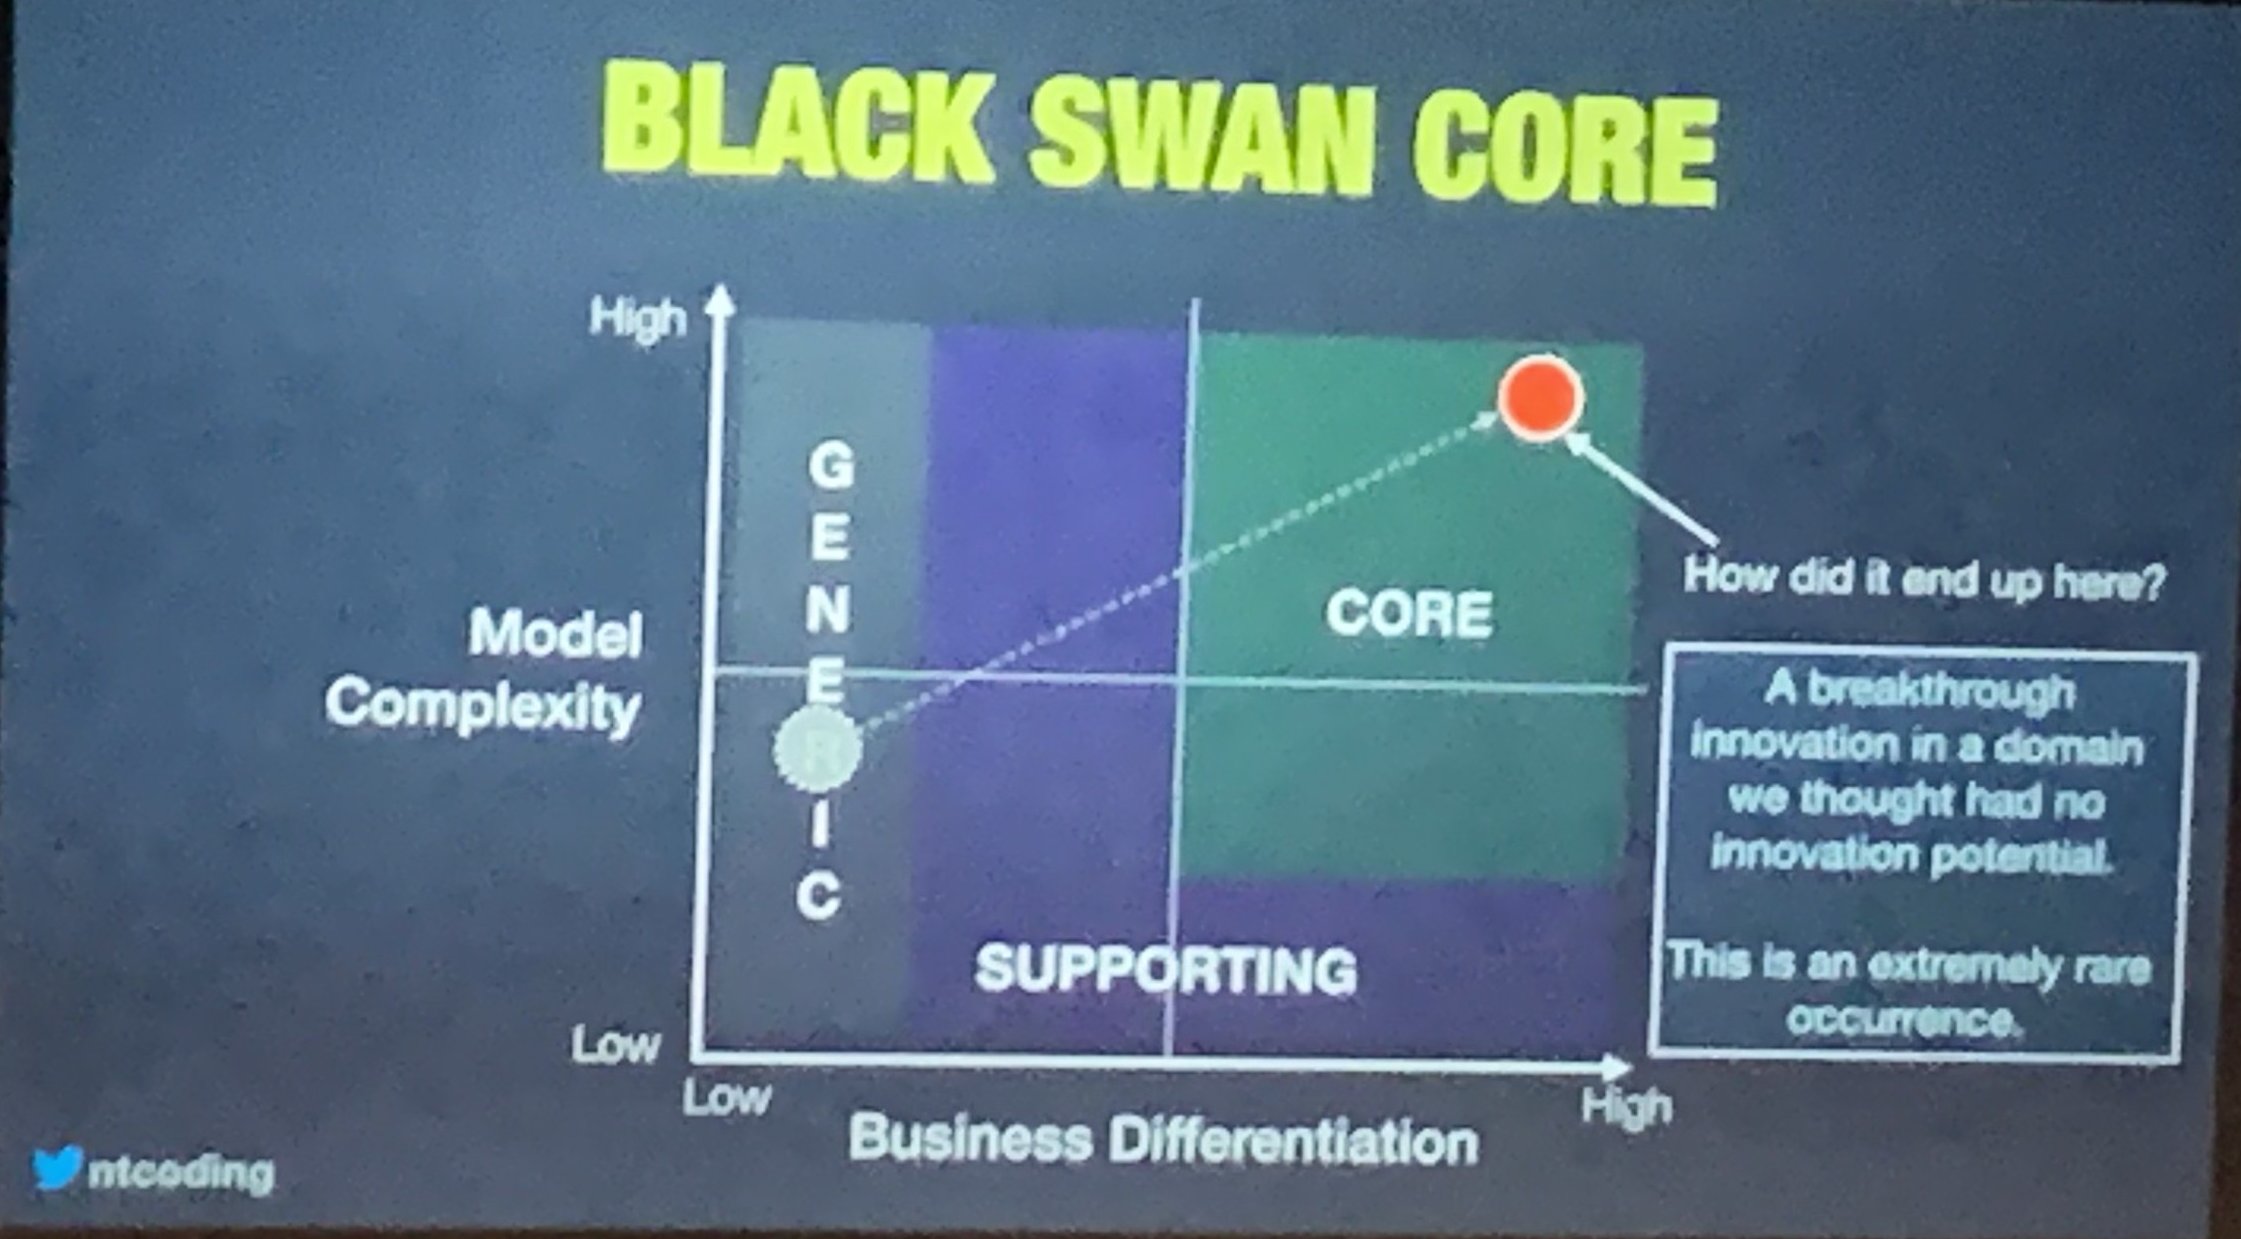 BLACK SWAN CORE
High
GENERIC
Model
Complexity
CORE
SUPPORTING
How did it end up here?
A breakthrough
innovation in a domain
we thought had no
innovation potential.
This is an extremely rare
occurrence.
Low
Low
High
Business Differentiation
ntcoding